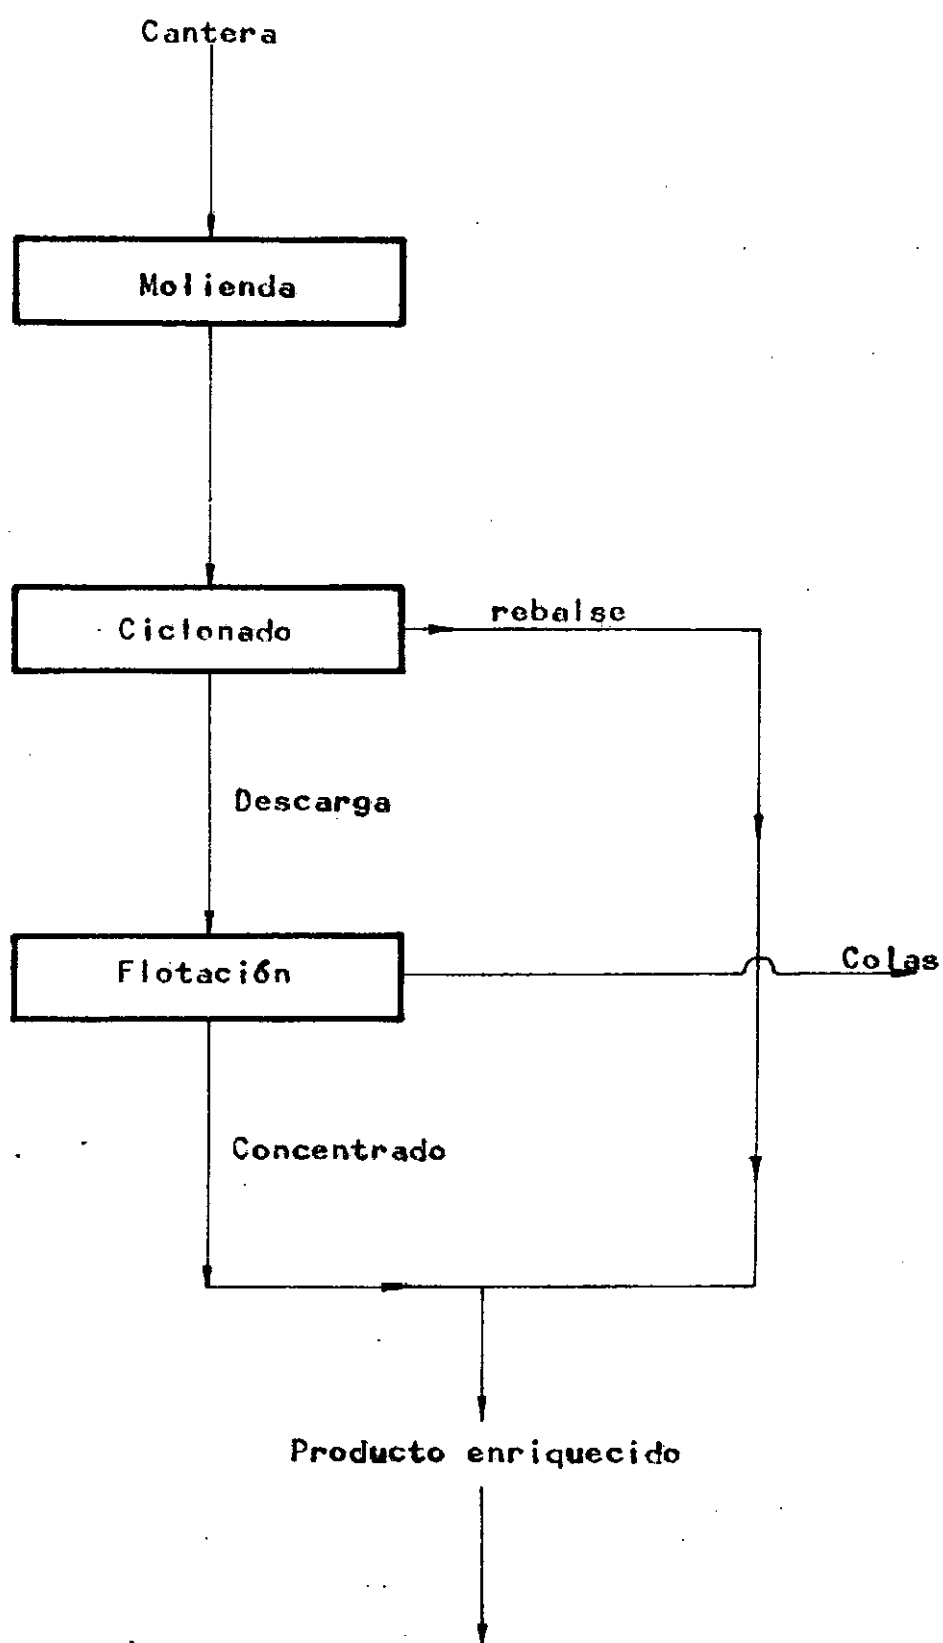 Cantera
Molienda
Ciclonado
rebalse
Descarga
Flotación
Colas
Concentrado
Producto enriquecido